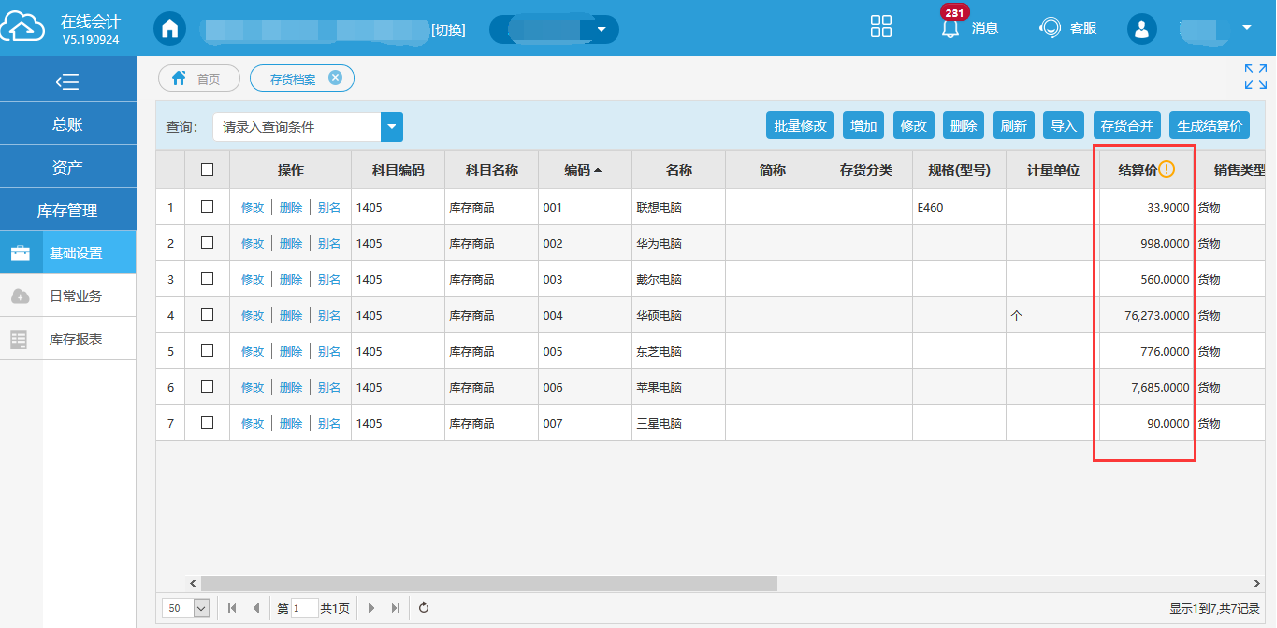 在线会计
V5.190924
[切换]
231
消息
客服
首页
存货档案
总账
资产
库存管理
基础设置
日常业务
库存报表
查询:
请录入查询条件
批量修改 增加 修改 删除 刷新 导入 存货合并 生成结算价
操作 科目编码 科目名称 编码 名称 简称 存货分类 规格(型号) 计量单位 结算价 销售类型
1 修改 删除 别名 1405 库存商品 001 联想电脑 E460 33.9000 货物
2 修改 删除 别名 1405 库存商品 002 华为电脑 998.0000 货物
3 修改 删除 别名 1405 库存商品 003 戴尔电脑 560.0000 货物
4 修改 删除 别名 1405 库存商品 004 华硕电脑 个 76,273.0000 货物
5 修改 删除 别名 1405 库存商品 005 东芝电脑 776.0000 货物
6 修改 删除 别名 1405 库存商品 006 苹果电脑 7,685.0000 货物
7 修改 删除 别名 1405 库存商品 007 三星电脑 90.0000 货物
50 第 1 共1页
显示1到7,共7记录